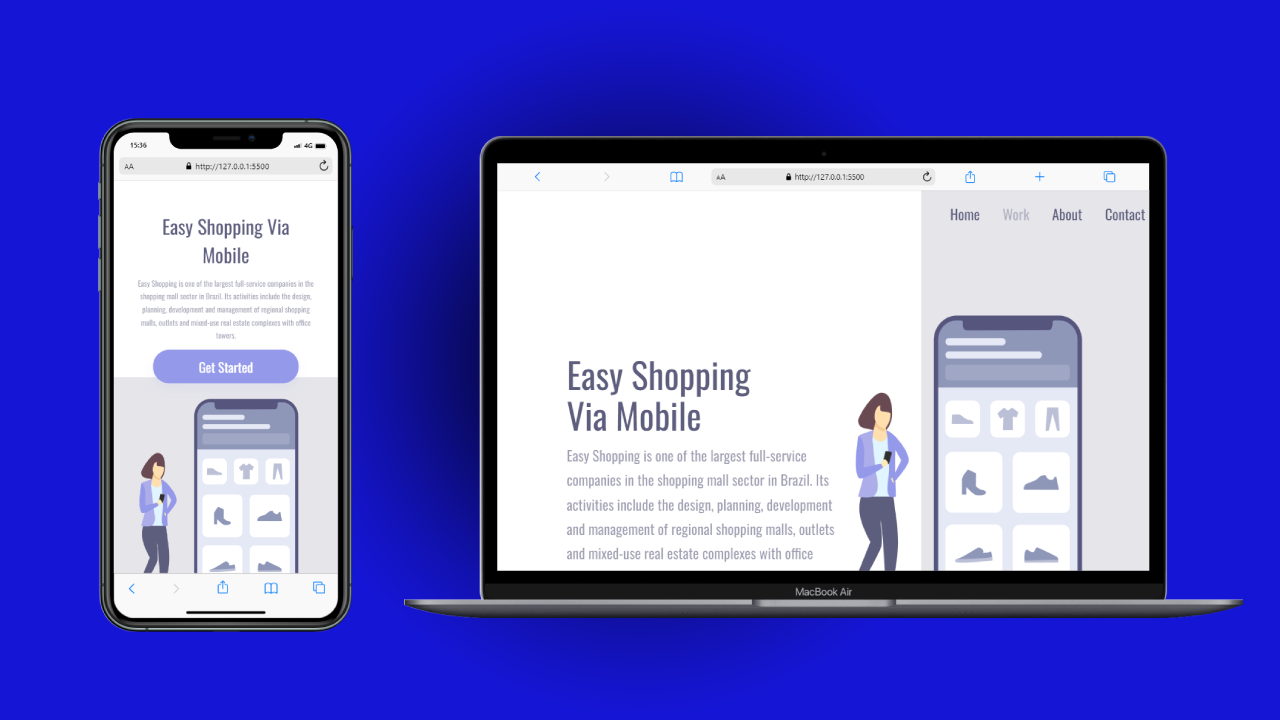 15:36
4G
AA
http://127.0.0.1:5500
Easy Shopping Via
Mobile
Easy Shopping is one of the largest full-service companies in the
shopping mall sector in Brazil. Its activities include the design,
planning, development and management of regional shopping
malls, outlets and mixed-use real estate complexes with office
towers.
Get Started
AA
http://127.0.0.1:5500
Home Work About Contact
Easy Shopping
Via Mobile
Easy Shopping is one of the largest full-service
companies in the shopping mall sector in Brazil. Its
activities include the design, planning, development
and management of regional shopping malls, outlets
and mixed-use real estate complexes with office
MacBook Air